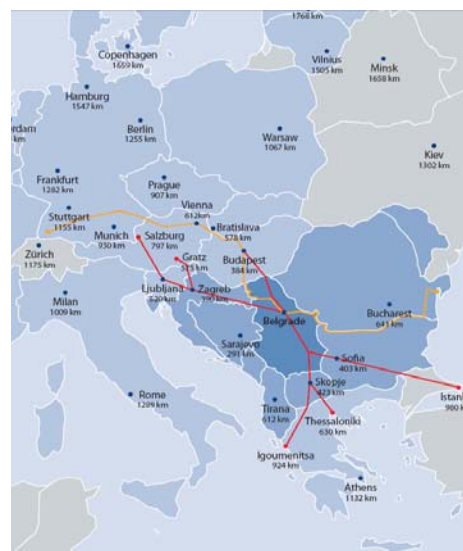 1768 km
Copenhagen
1659 km
Vilnius
1505 km
Minsk
1658 km
Hamburg
1547 km
Berlin
1255 km
Warsaw
1067 km
Kiev
1302 km
Frankfurt
1282 km
Prague
907 km
Stuttgart
1155 km
Vienna
612km
Bratislava
578 km
Munich
930 km
Salzburg
797 km
Zürich
1175 km
Gratz
Budapest
384 km
Ljubljana
Zagreb
Milan
1009 km
Belgrade
Bucharest
641 km
Sarajevo
291 km
Sofia
403 km
Skopje
423 km
Istan
980 k
Rome
1289 km
Tirana
612 km
Thessaloniki
630 km
Igoumenitsa
924 km
Athens
1132 km